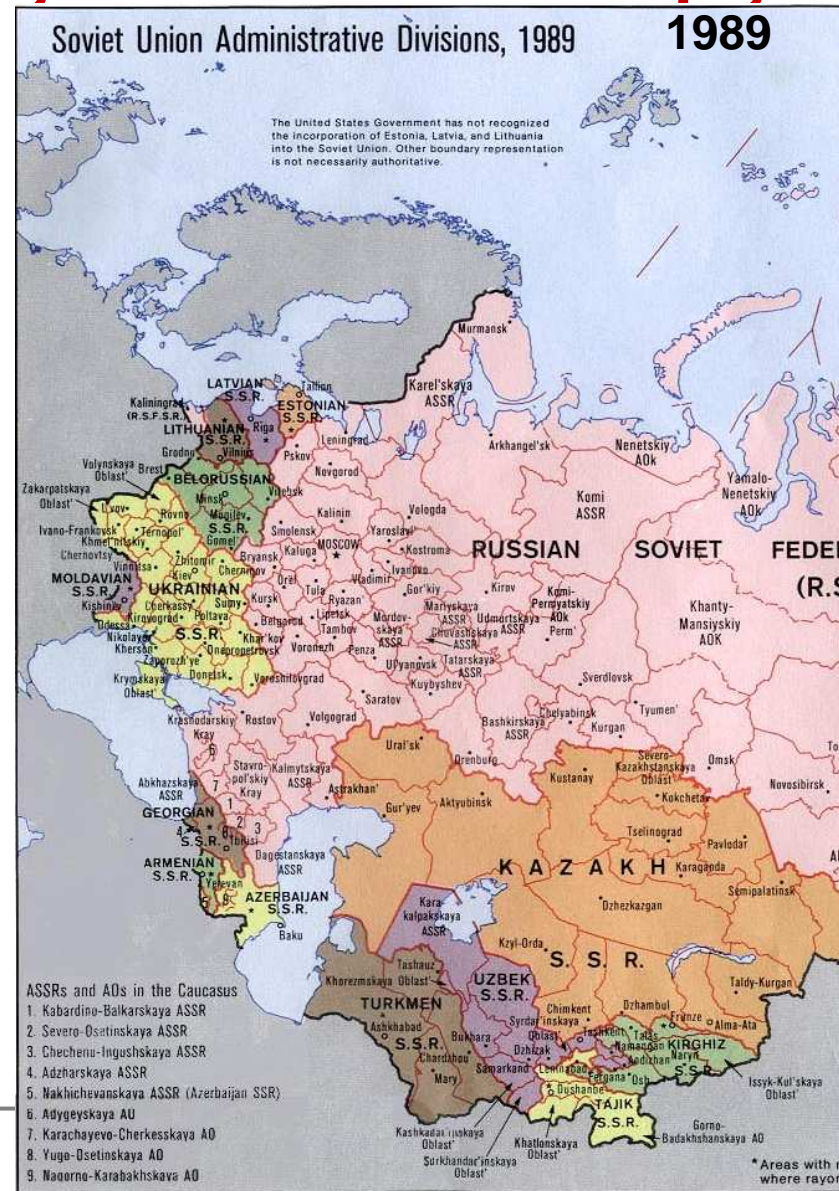 Soviet Union Administrative Divisions, 1989
1989
The United States Government has not recognized
the incorporation of Estonia, Latvia, and Lithuania
into the Soviet Union. Other boundary representation
is not necessarily authoritative.
Murmansk
Karel'skaya
ASSR
LATVIAN
S.S.R.
Tallinn
ESTONIAN
S.S.R.
Kaliningrad
(R.S.F.S.R.)
LITHUANIAN
S.S.R.
Riga
Leningrad
Arkhangel'sk
Nenetskiy
AOk
Grodno
Vilnius
Pskov
Novgorod
Volynskaya
Oblast'
Brest
BELORUSSIAN
S.S.R.
Minsk
Vitebsk
Mogilev
Gomel'
Komi
ASSR
Yamalo-
Nenetskiy
AOk
Zakarpatskaya
Oblast'
L'vov
Rovno
Kalinin
Vologda
Ivano-Frankovsk
Ternopol'
Khmel'nitskiy
Smolensk
Yaroslavl'
Chernovtsy
Zhitomir
Bryansk
Kaluga
MOSCOW
Kostroma
RUSSIAN SOVIET FEDE
(R.S
Vinnitsa
Kiev
Chernigov
Orel
Vladimir
Ivanovo
MOLDAVIAN
S.S.R.
UKRAINIAN
S.S.R.
Tula
Ryazan'
Gor'kiy
Kirov
Komi-
Permyatskiy
AOk
Khanty-
Mansiyskiy
AOK
Kishinev
Cherkassy
Sumy
Kursk
Lipetsk
Mordov-
skaya
ASSR
Mariyskaya
ASSR
Udmurtskaya
ASSR
Kirovograd
Poltava
Belgorod
Tambov
Chuvashskaya
ASSR
Perm'
Odessa
Nikolayev
Kherson
Khar'kov
Voronezh
Penza
Zaporozh'ye
Dnepropetrovsk
Ul'yanovsk
Tatarskaya
ASSR
Krymskaya
Oblast'
Donetsk
Voroshilovgrad
Kuybyshev
Sverdlovsk
Saratov
Tyumen'
Krasnodarskiy
Kray
Rostov
Volgograd
Bashkirskaya
ASSR
Chelyabinsk
Kurgan
Ural'sk
Orenburg
Severo-
Kazakhstanskaya
Oblast'
Omsk
To
6
Stavro-
pol'skiy
Kray
Kalmytskaya
ASSR
Kustanay
Novosibirsk
Abkhazskaya
ASSR
7
Astrakhan'
Gur'yev
Aktyubinsk
Kokchetav
1
GEORGIAN
S.S.R.
2
3
4
8
Tbilisi
Tselinograd
Pavlodar
Dagestanskaya
ASSR
KAZAKH
S. S. R.
Karaganda
ARMENIAN
S.S.R.
Yerevan
AZERBAIJAN
S.S.R.
Semipalatinsk
5
9
Kara-
kalpakskaya
ASSR
Dzhezkazgan
Baku
Kzyl-Orda
Tashauz
Khorezmskaya
Oblast'
UZBEK
S.S.R.
Taldy-Kurgan
TURKMEN
S.S.R.
Chimkent
Dzhambul
Syrdar'inskaya
Oblast'
Frunze
Alma-Ata
Ashkhabad
Bukhara
Dzhizak
Tashkent
Talas
Namangan
KIRGHIZ
S.S.R.
Chardzhou
Andizhan
Naryn
Samarkand
Leninabad
Fergana
Osh
Issyk-Kul'skaya
Oblast'
Mary
Dushanbe
TAJIK
S.S.R.
Kashkadar'inskaya
Oblast'
Surkhandar'inskaya
Oblast'
Khatlonskaya
Oblast'
Gorno-
Badakhshanskaya AO
ASSRs and AOs in the Caucasus
1. Kabardino-Balkarskaya ASSR
2. Severo-Osetinskaya ASSR
3. Checheno-Ingushskaya ASSR
4. Adzharskaya ASSR
5. Nakhichevanskaya ASSR (Azerbaijan SSR)
6. Adygeyskaya AO
7. Karachayevo-Cherkesskaya AO
8. Yugo-Osetinskaya AO
9. Nagorno-Karabakhskaya AO
*Areas with
where rayo